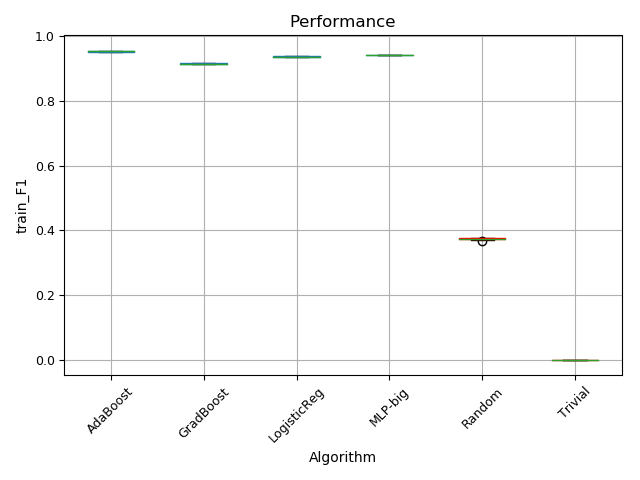 Performance
train_F1
1.0
0.8
0.6
0.4
0.2
0.0
AdaBoost
GradBoost
LogisticReg
MLP-big
Random
Trivial
Algorithm